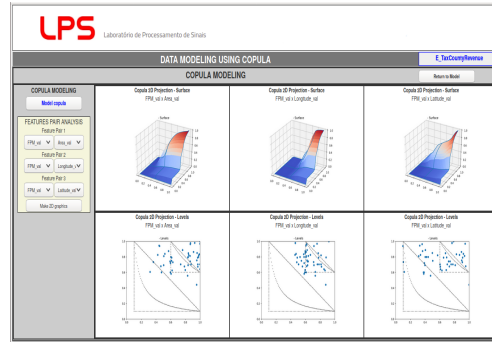 LPS
Laboratório de Processamento de Sinais
DATA MODELING USING COPULA
E_TaxCountyRevenue
COPULA MODELING
Return to Model
COPULA MODELING
Model copula
FEATURES PAIR ANALYSIS
Feature Pair 1
FPM_val
Area_val
Feature Pair 2
FPM_val
Longitude_v
Feature Pair 3
FPM_val
Latitude_val
Make 2D graphics
Copula 2D Projection - Surface
FPM_val x Area_val
Surface
Copula 2D Projection - Surface
FPM_val x Longitude_val
Surface
Copula 2D Projection - Surface
FPM_val x Latitude_val
Surface
Copula 2D Projection - Levels
FPM_val x Area_val
Levels
Copula 2D Projection - Levels
FPM_val x Longitude_val
Levels
Copula 2D Projection - Levels
FPM_val x Latitude_val
Levels